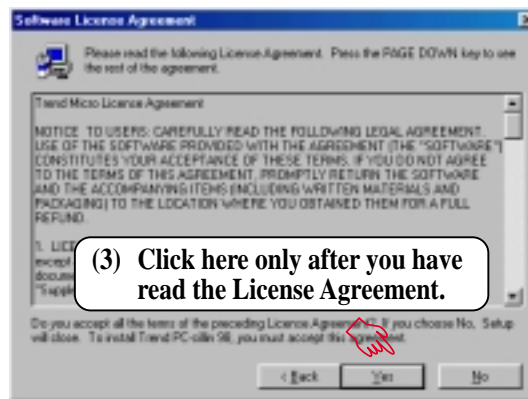 Software License Agreement
Please read the following License Agreement. Press the PAGE DOWN key to see
the rest of the agreement.
Trend Micro License Agreement
NOTICE TO USERS: CAREFULLY READ THE FOLLOWING LEGAL AGREEMENT.
USE OF THE SOFTWARE PROVIDED WITH THE AGREEMENT (THE "SOFTWARE")
CONSTITUTES YOUR ACCEPTANCE OF THESE TERMS. IF YOU DO NOT AGREE
TO THE TERMS OF THIS AGREEMENT, PROMPTLY RETURN THE SOFTWARE
AND THE ACCOMPANYING ITEMS (INCLUDING WRITTEN MATERIALS AND
PACKAGING) TO THE LOCATION WHERE YOU OBTAINED THEM FOR A FULL
REFUND.
1. LICE
except
docume
"Supple
(3) Click here only after you have
read the License Agreement.
Do you accept all the terms of the preceding License Agreement? If you choose No, Setup
will close. To install Trend PC-cillin 98, you must accept this agreement.
< Back Yes No